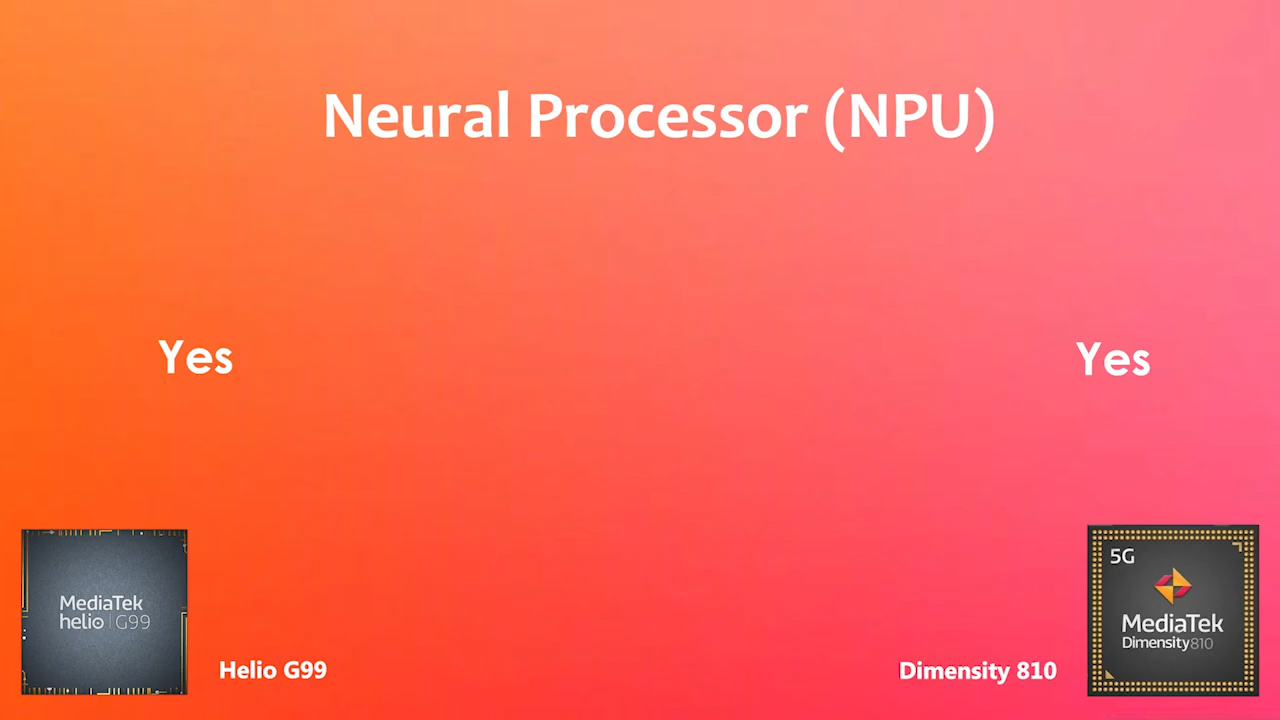 Neural Processor (NPU)
Yes
Yes
MediaTek
helio | G99
Helio G99
Dimensity 810
5G
MediaTek
Dimensity 810